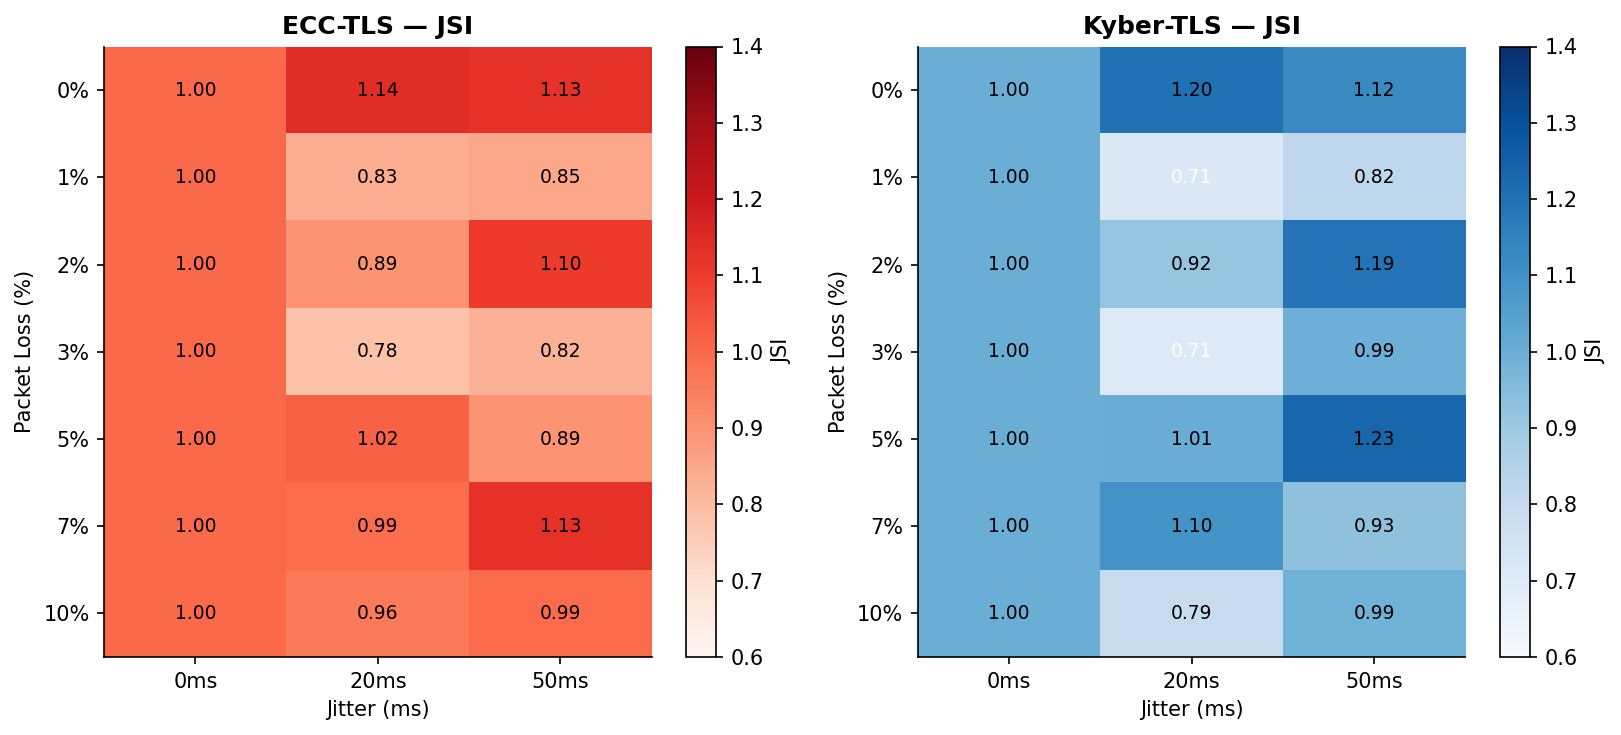 ECC-TLS — JSI
Packet Loss (%)
0% 1.00 1.14 1.13
1% 1.00 0.83 0.85
2% 1.00 0.89 1.10
3% 1.00 0.78 0.82
5% 1.00 1.02 0.89
7% 1.00 0.99 1.13
10% 1.00 0.96 0.99
0ms 20ms 50ms
Jitter (ms)
1.4
1.3
1.2
1.1
1.0
0.9
0.8
0.7
0.6
JSI
Kyber-TLS — JSI
Packet Loss (%)
0% 1.00 1.20 1.12
1% 1.00 0.71 0.82
2% 1.00 0.92 1.19
3% 1.00 0.71 0.99
5% 1.00 1.01 1.23
7% 1.00 1.10 0.93
10% 1.00 0.79 0.99
0ms 20ms 50ms
Jitter (ms)
1.4
1.3
1.2
1.1
1.0
0.9
0.8
0.7
0.6
JSI